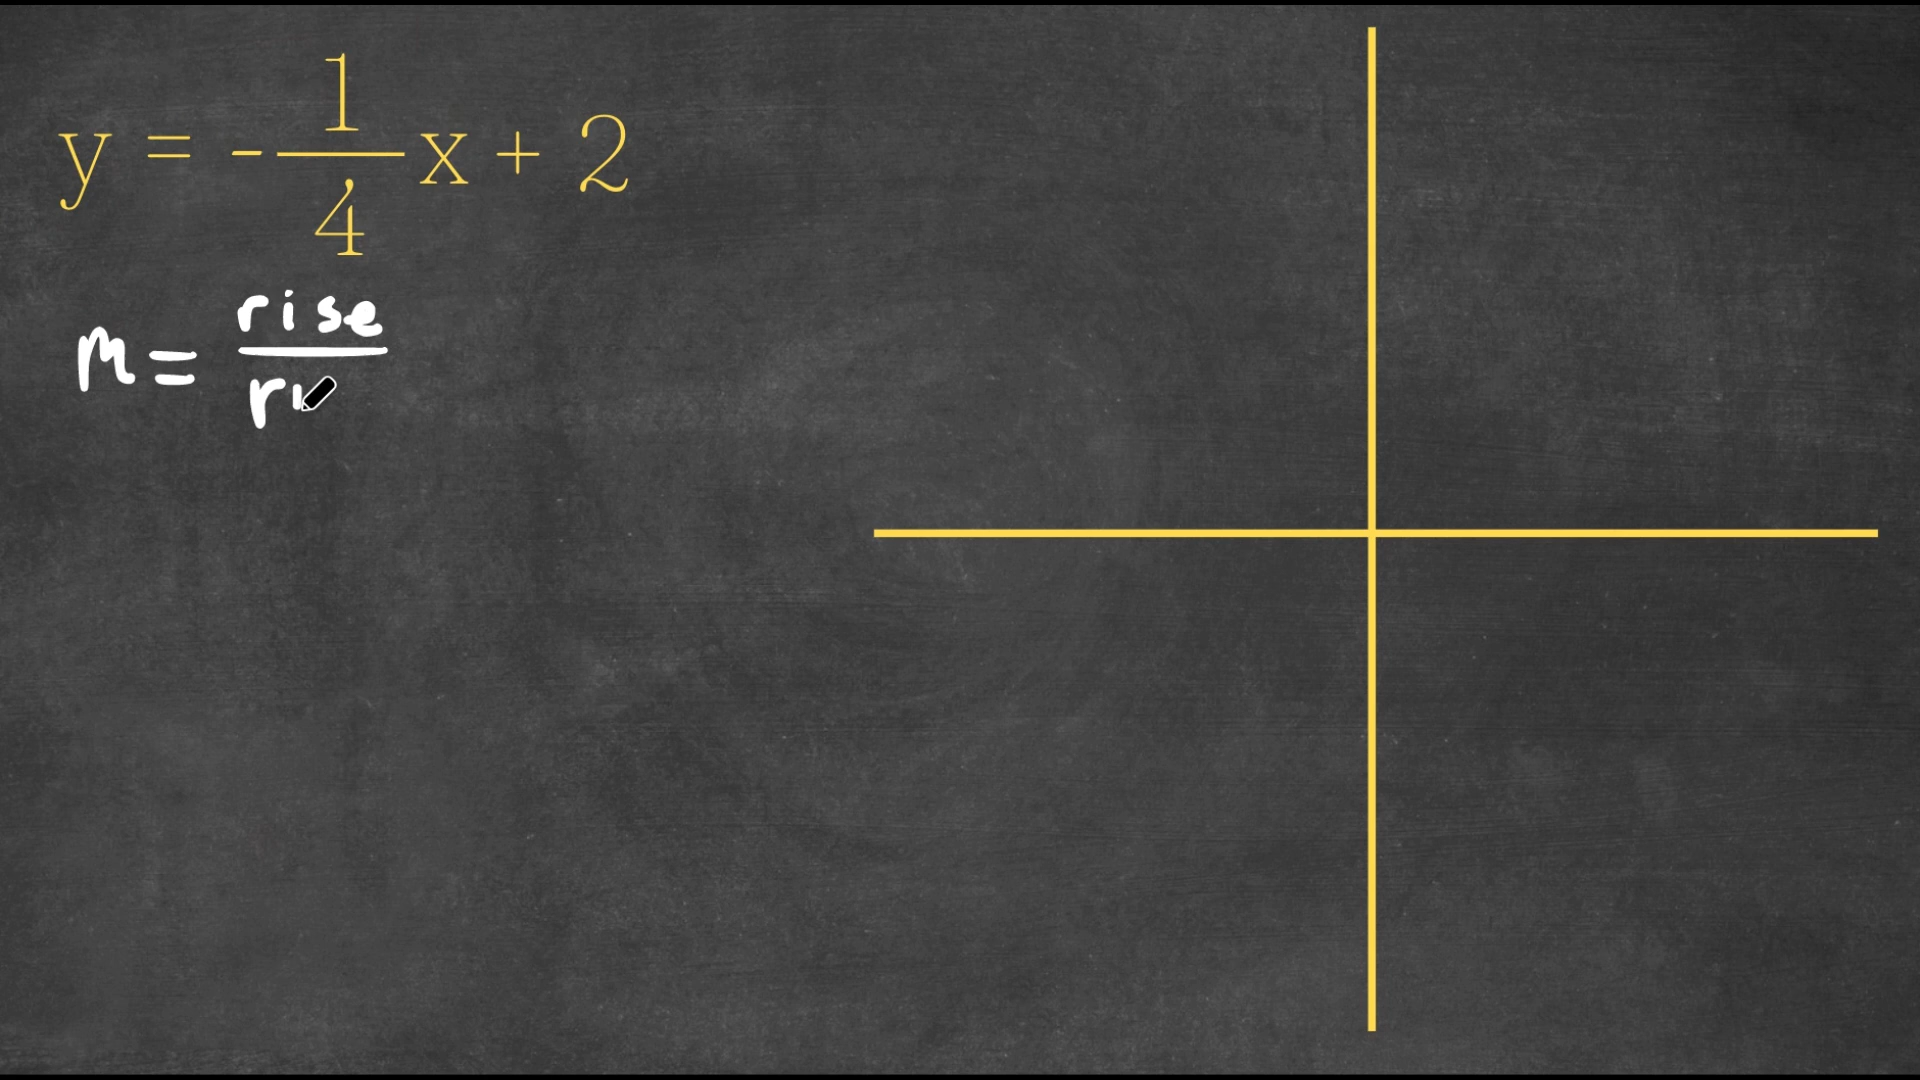 y = -1/4x + 2
m = rise/r